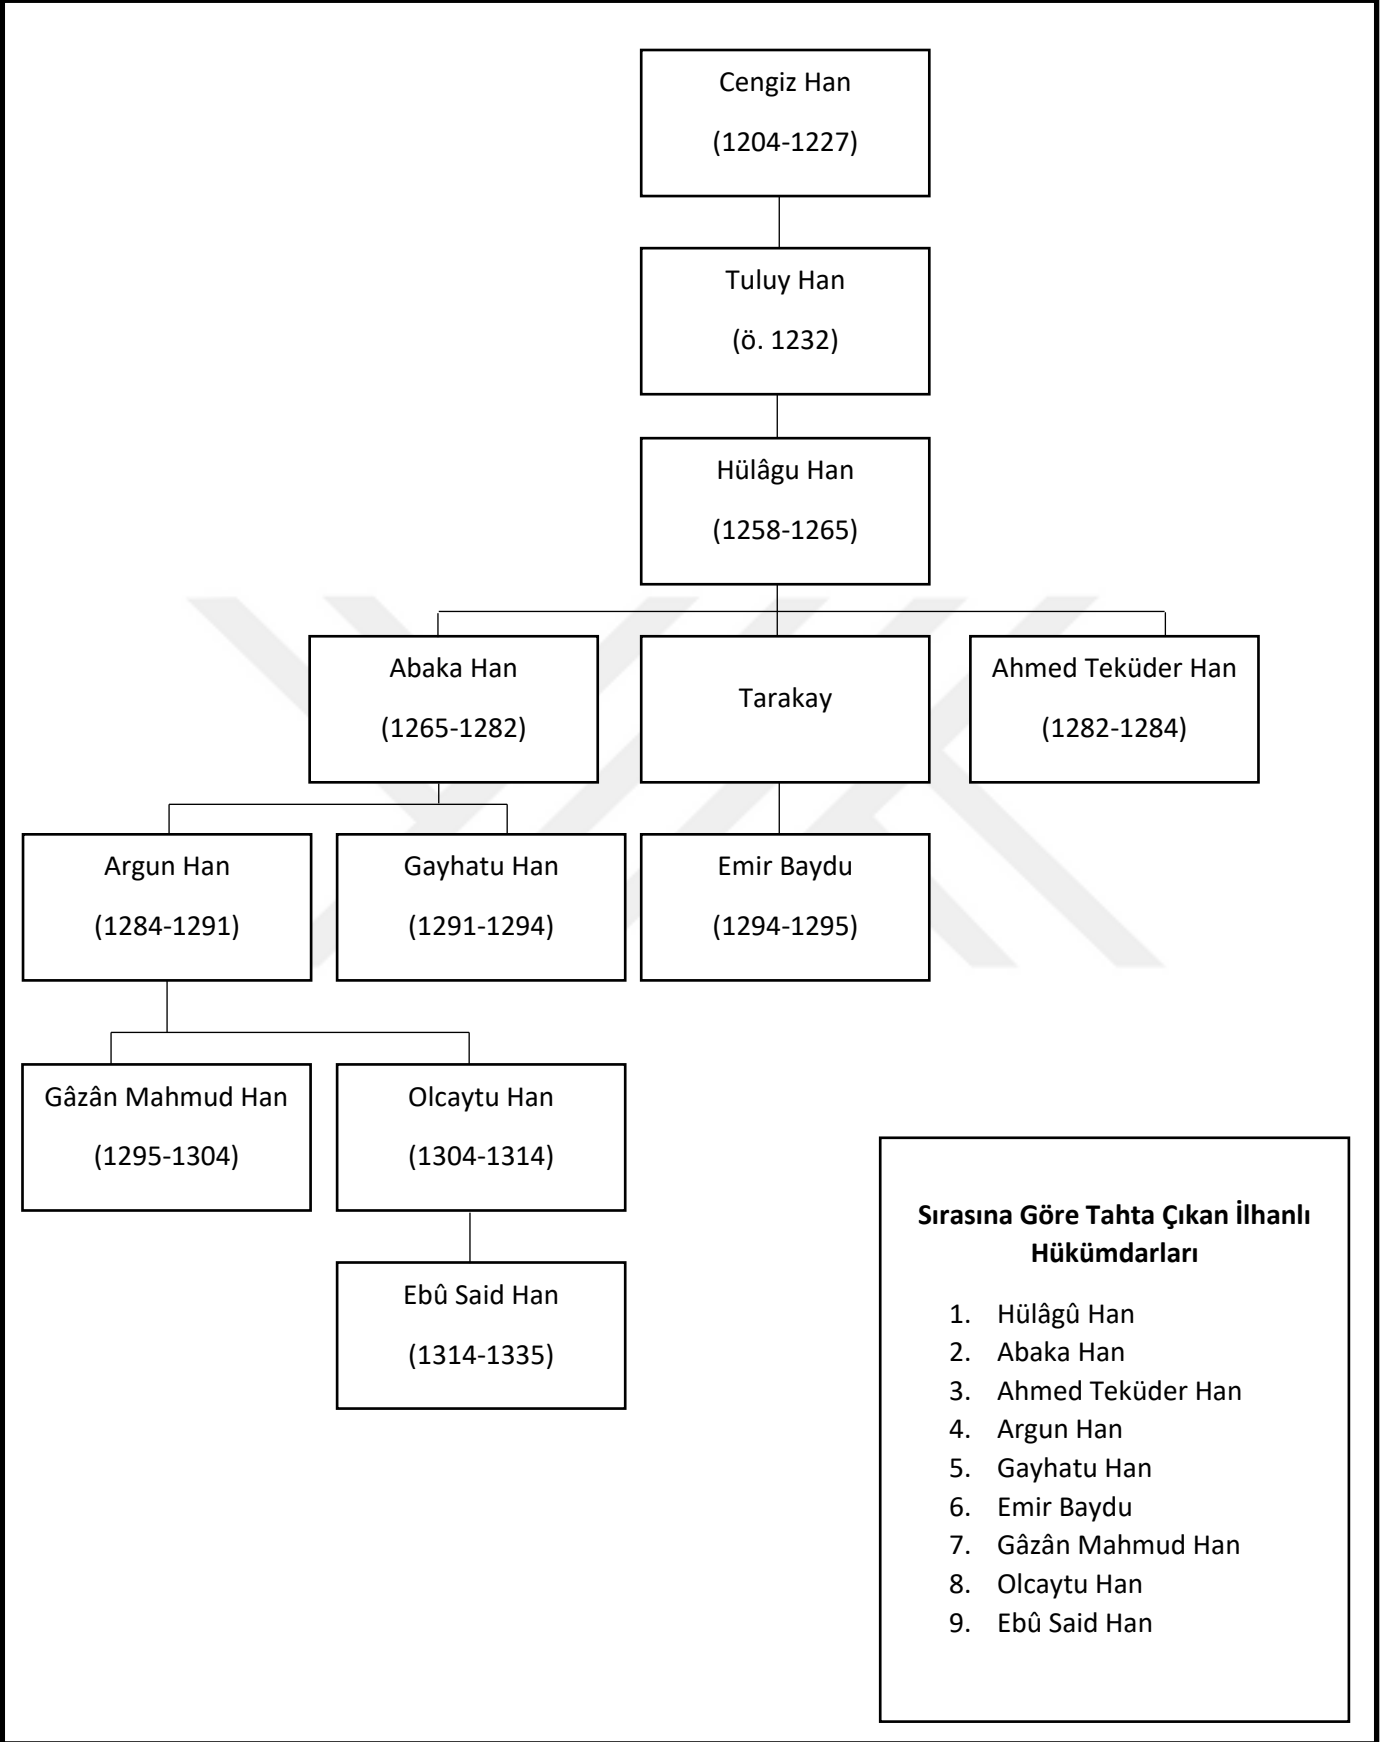 Cengiz Han
(1204-1227)
Tuluy Han
(ö. 1232)
Hülâgu Han
(1258-1265)
Abaka Han
(1265-1282)
Tarakay
Ahmed Teküder Han
(1282-1284)
Argun Han
(1284-1291)
Gayhatu Han
(1291-1294)
Emir Baydu
(1294-1295)
Gâzân Mahmud Han
(1295-1304)
Olcaytu Han
(1304-1314)
Ebû Said Han
(1314-1335)
Sırasına Göre Tahta Çıkan İlhanlı
Hükümdarları
1. Hülâgû Han
2. Abaka Han
3. Ahmed Teküder Han
4. Argun Han
5. Gayhatu Han
6. Emir Baydu
7. Gâzân Mahmud Han
8. Olcaytu Han
9. Ebû Said Han